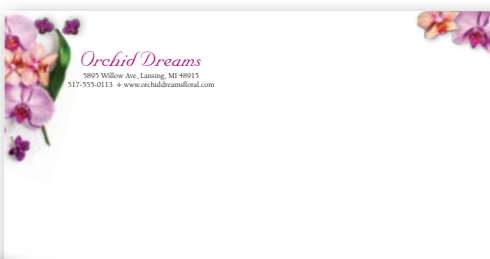 Orchid Dreams
5895 Willow Ave, Lansing, MI 48915
517-555-0113 ❖ www.orchiddreamsfloral.com